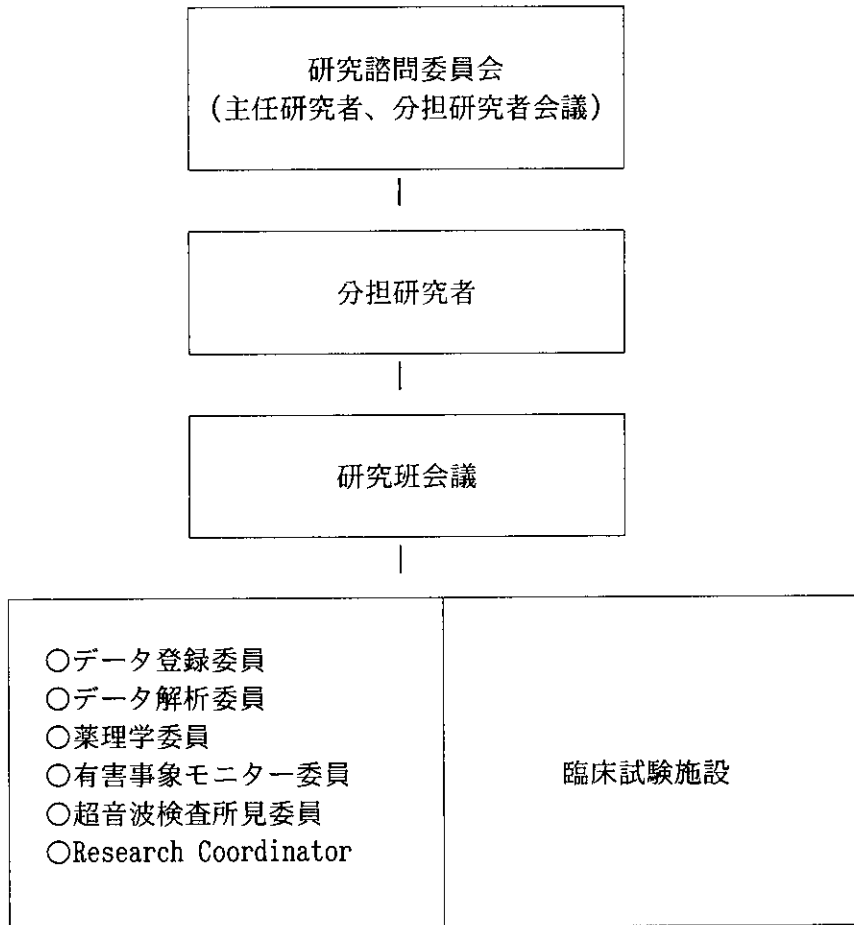 研究諮問委員会
(主任研究者、分担研究者会議)
分担研究者
研究班会議
○データ登録委員
○データ解析委員
○薬理学委員
○有害事象モニター委員
○超音波検査所見委員
○Research Coordinator
臨床試験施設